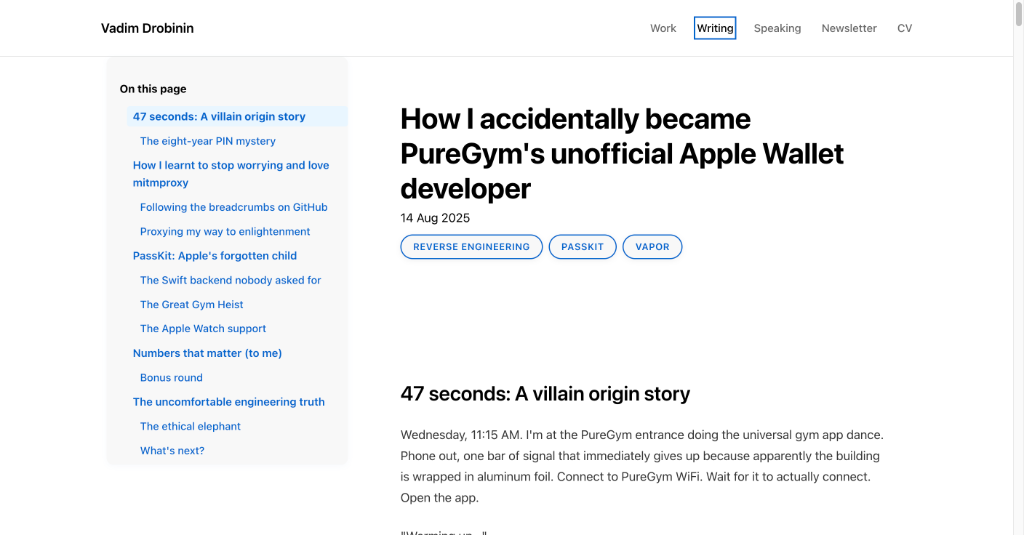 Vadim Drobinin
Work Writing Speaking Newsletter CV
On this page
47 seconds: A villain origin story
The eight-year PIN mystery
How I learnt to stop worrying and love
mitmproxy
Following the breadcrumbs on GitHub
Proxying my way to enlightenment
PassKit: Apple's forgotten child
The Swift backend nobody asked for
The Great Gym Heist
The Apple Watch support
Numbers that matter (to me)
Bonus round
The uncomfortable engineering truth
The ethical elephant
What's next?
How I accidentally became
PureGym's unofficial Apple Wallet
developer
14 Aug 2025
REVERSE ENGINEERING PASSKIT VAPOR
47 seconds: A villain origin story
Wednesday, 11:15 AM. I'm at the PureGym entrance doing the universal gym app dance.
Phone out, one bar of signal that immediately gives up because apparently the building
is wrapped in aluminum foil. Connect to PureGym WiFi. Wait for it to actually connect.
Open the app.